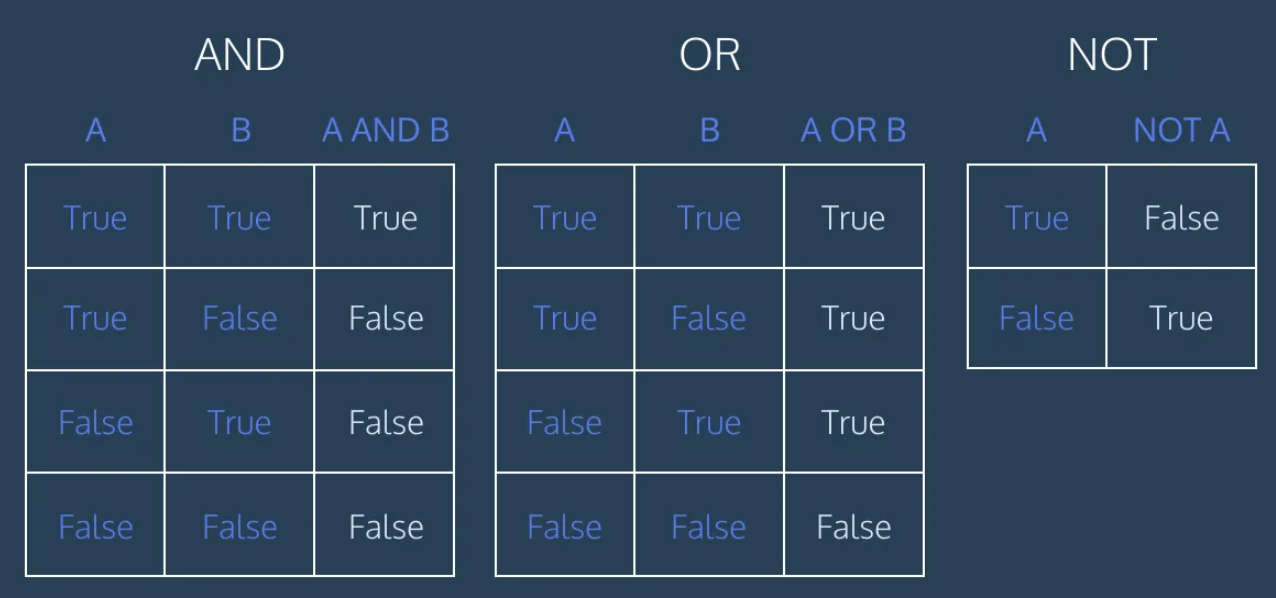 AND
A B A AND B
True True True
True False False
False True False
False False False
OR
A B A OR B
True True True
True False True
False True True
False False False
NOT
A NOT A
True False
False True